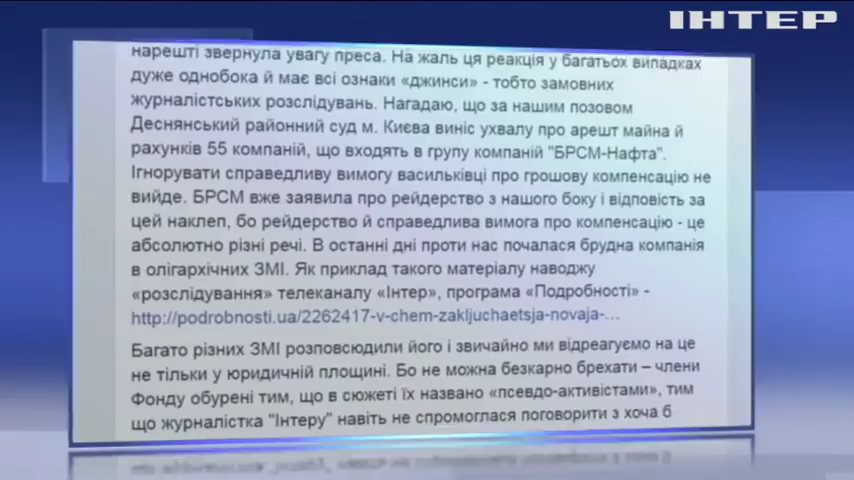 ІНТЕР
нарешті звернула увагу преса. На жаль ця реакція у багатьох випадках
дуже однобока й має всі ознаки «джинси» - тобто замовних
журналістських розслідувань. Нагадаю, що за нашим позовом
Деснянський районний суд м. Києва виніс ухвалу про арешт майна й
рахунків 55 компаній, що входять в групу компаній "БРСМ-Нафта".
Ігнорувати справедливу вимогу васильківці про грошову компенсацію не
вийде. БРСМ вже заявила про рейдерство з нашого боку і відповість за
цей наклеп, бо рейдерство й справедлива вимога про компенсацію - це
абсолютно різні речі. В останні дні проти нас почалася брудна компанія
в олігархічних ЗМІ. Як приклад такого матеріалу наводжу
«розслідування» телеканалу «Інтер», програма «Подробності» -
http://podrobnosti.ua/2262417-v-chem-zakljuchaetsja-novaja-...
Багато різних ЗМІ розповсюдили його і звичайно ми відреагуємо на це
не тільки у юридичній площині. Бо не можна безкарно брехати – члени
Фонду обурені тим, що в сюжеті їх названо «псевдо-активістами», тим
що журналістка "Інтеру" навіть не спромоглася поговорити з хоча б